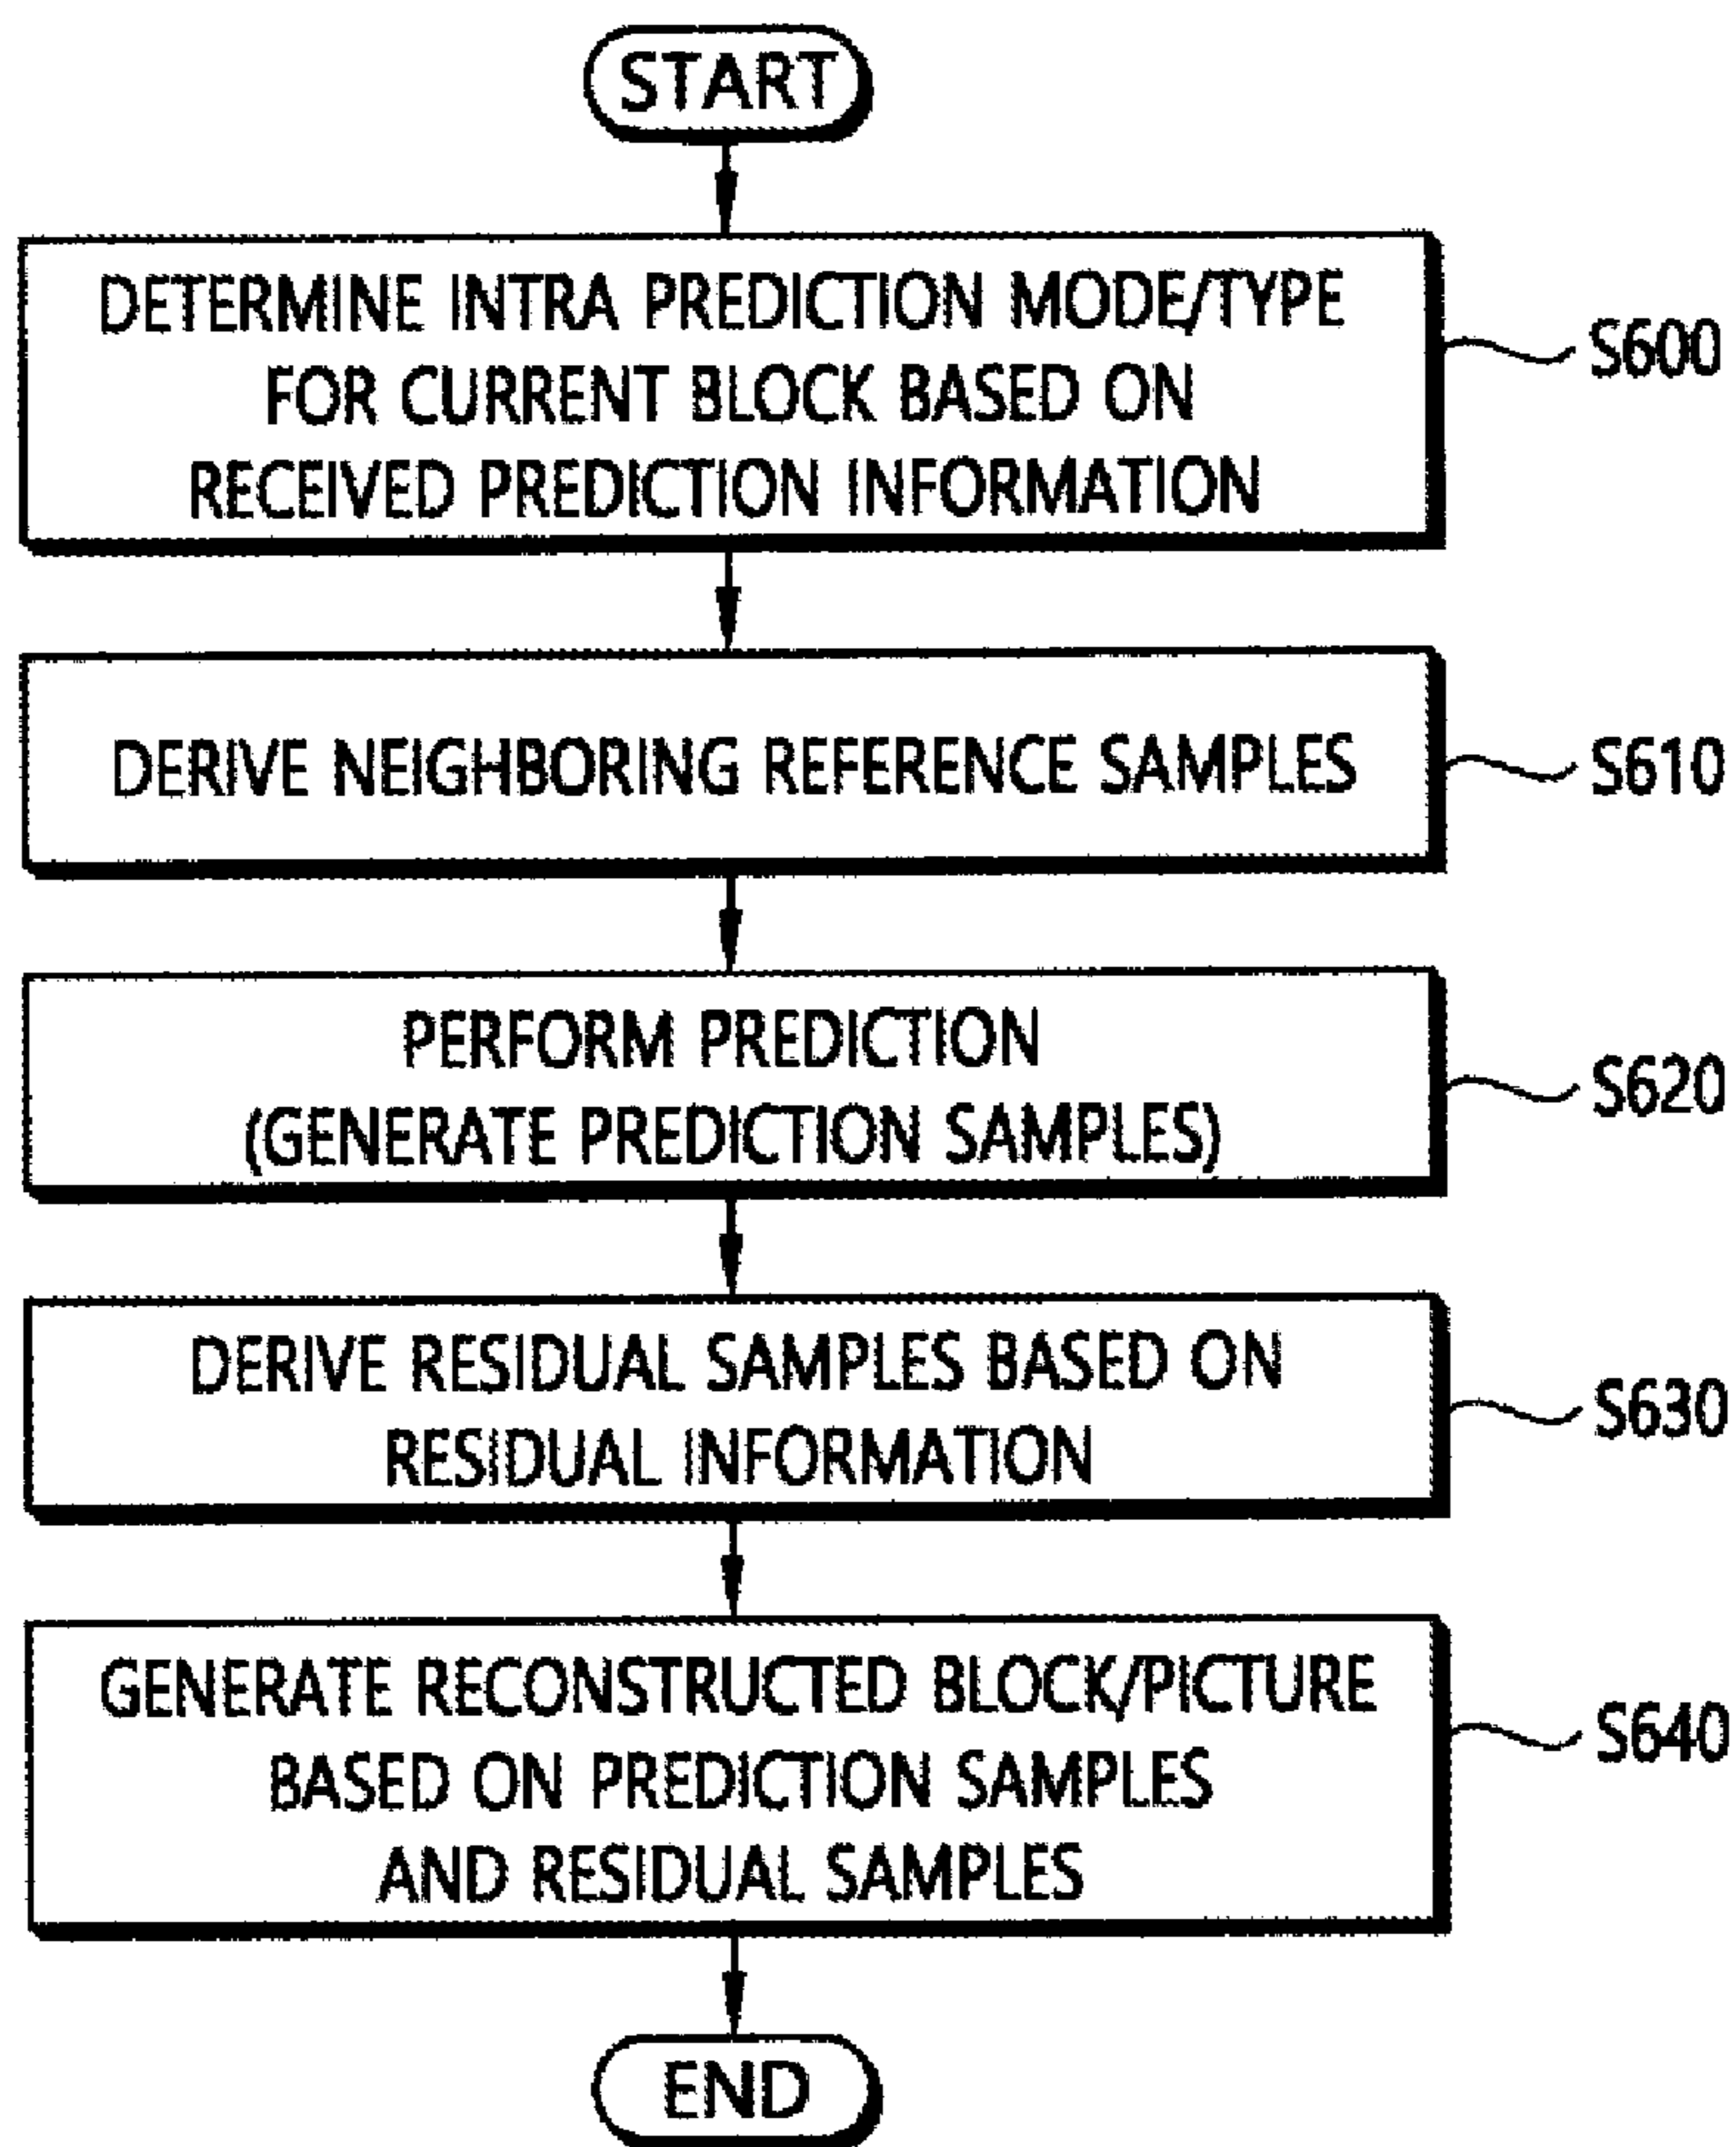 START
DETERMINE INTRA PREDICTION MODE/TYPE
FOR CURRENT BLOCK BASED ON
RECEIVED PREDICTION INFORMATION
S600
DERIVE NEIGHBORING REFERENCE SAMPLES
S610
PERFORM PREDICTION
(GENERATE PREDICTION SAMPLES)
S620
DERIVE RESIDUAL SAMPLES BASED ON
RESIDUAL INFORMATION
S630
GENERATE RECONSTRUCTED BLOCK/PICTURE
BASED ON PREDICTION SAMPLES
AND RESIDUAL SAMPLES
S640
END